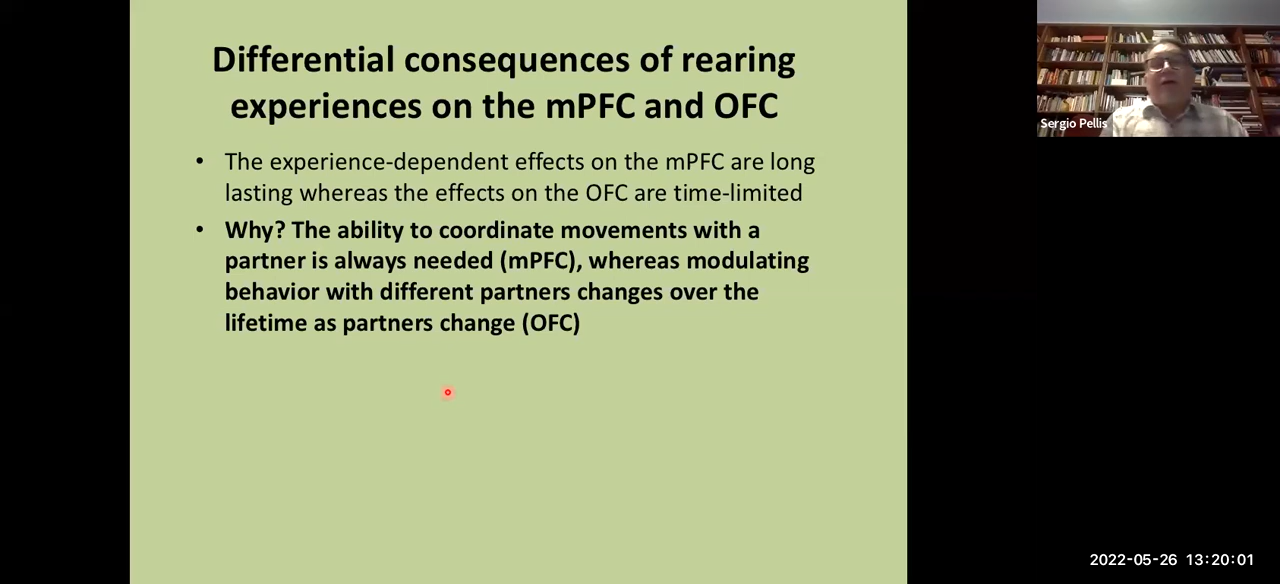 Differential consequences of rearing
experiences on the mPFC and OFC
• The experience-dependent effects on the mPFC are long
lasting whereas the effects on the OFC are time-limited
• Why? The ability to coordinate movements with a
partner is always needed (mPFC), whereas modulating
behavior with different partners changes over the
lifetime as partners change (OFC)
Sergio Pellis
2022-05-26 13:20:01